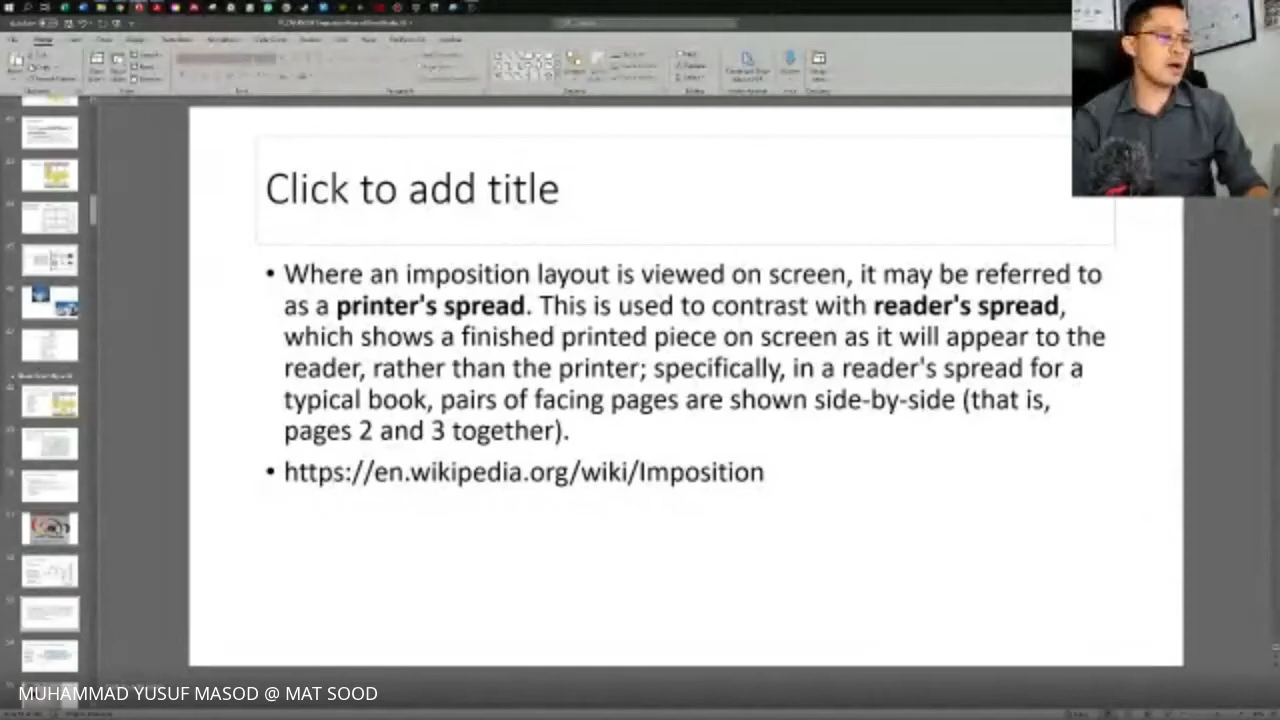 Click to add title
• Where an imposition layout is viewed on screen, it may be referred to
as a printer's spread. This is used to contrast with reader's spread,
which shows a finished printed piece on screen as it will appear to the
reader, rather than the printer; specifically, in a reader's spread for a
typical book, pairs of facing pages are shown side-by-side (that is,
pages 2 and 3 together).
• https://en.wikipedia.org/wiki/Imposition
MUHAMMAD YUSUF MASOD @ MAT SOOD